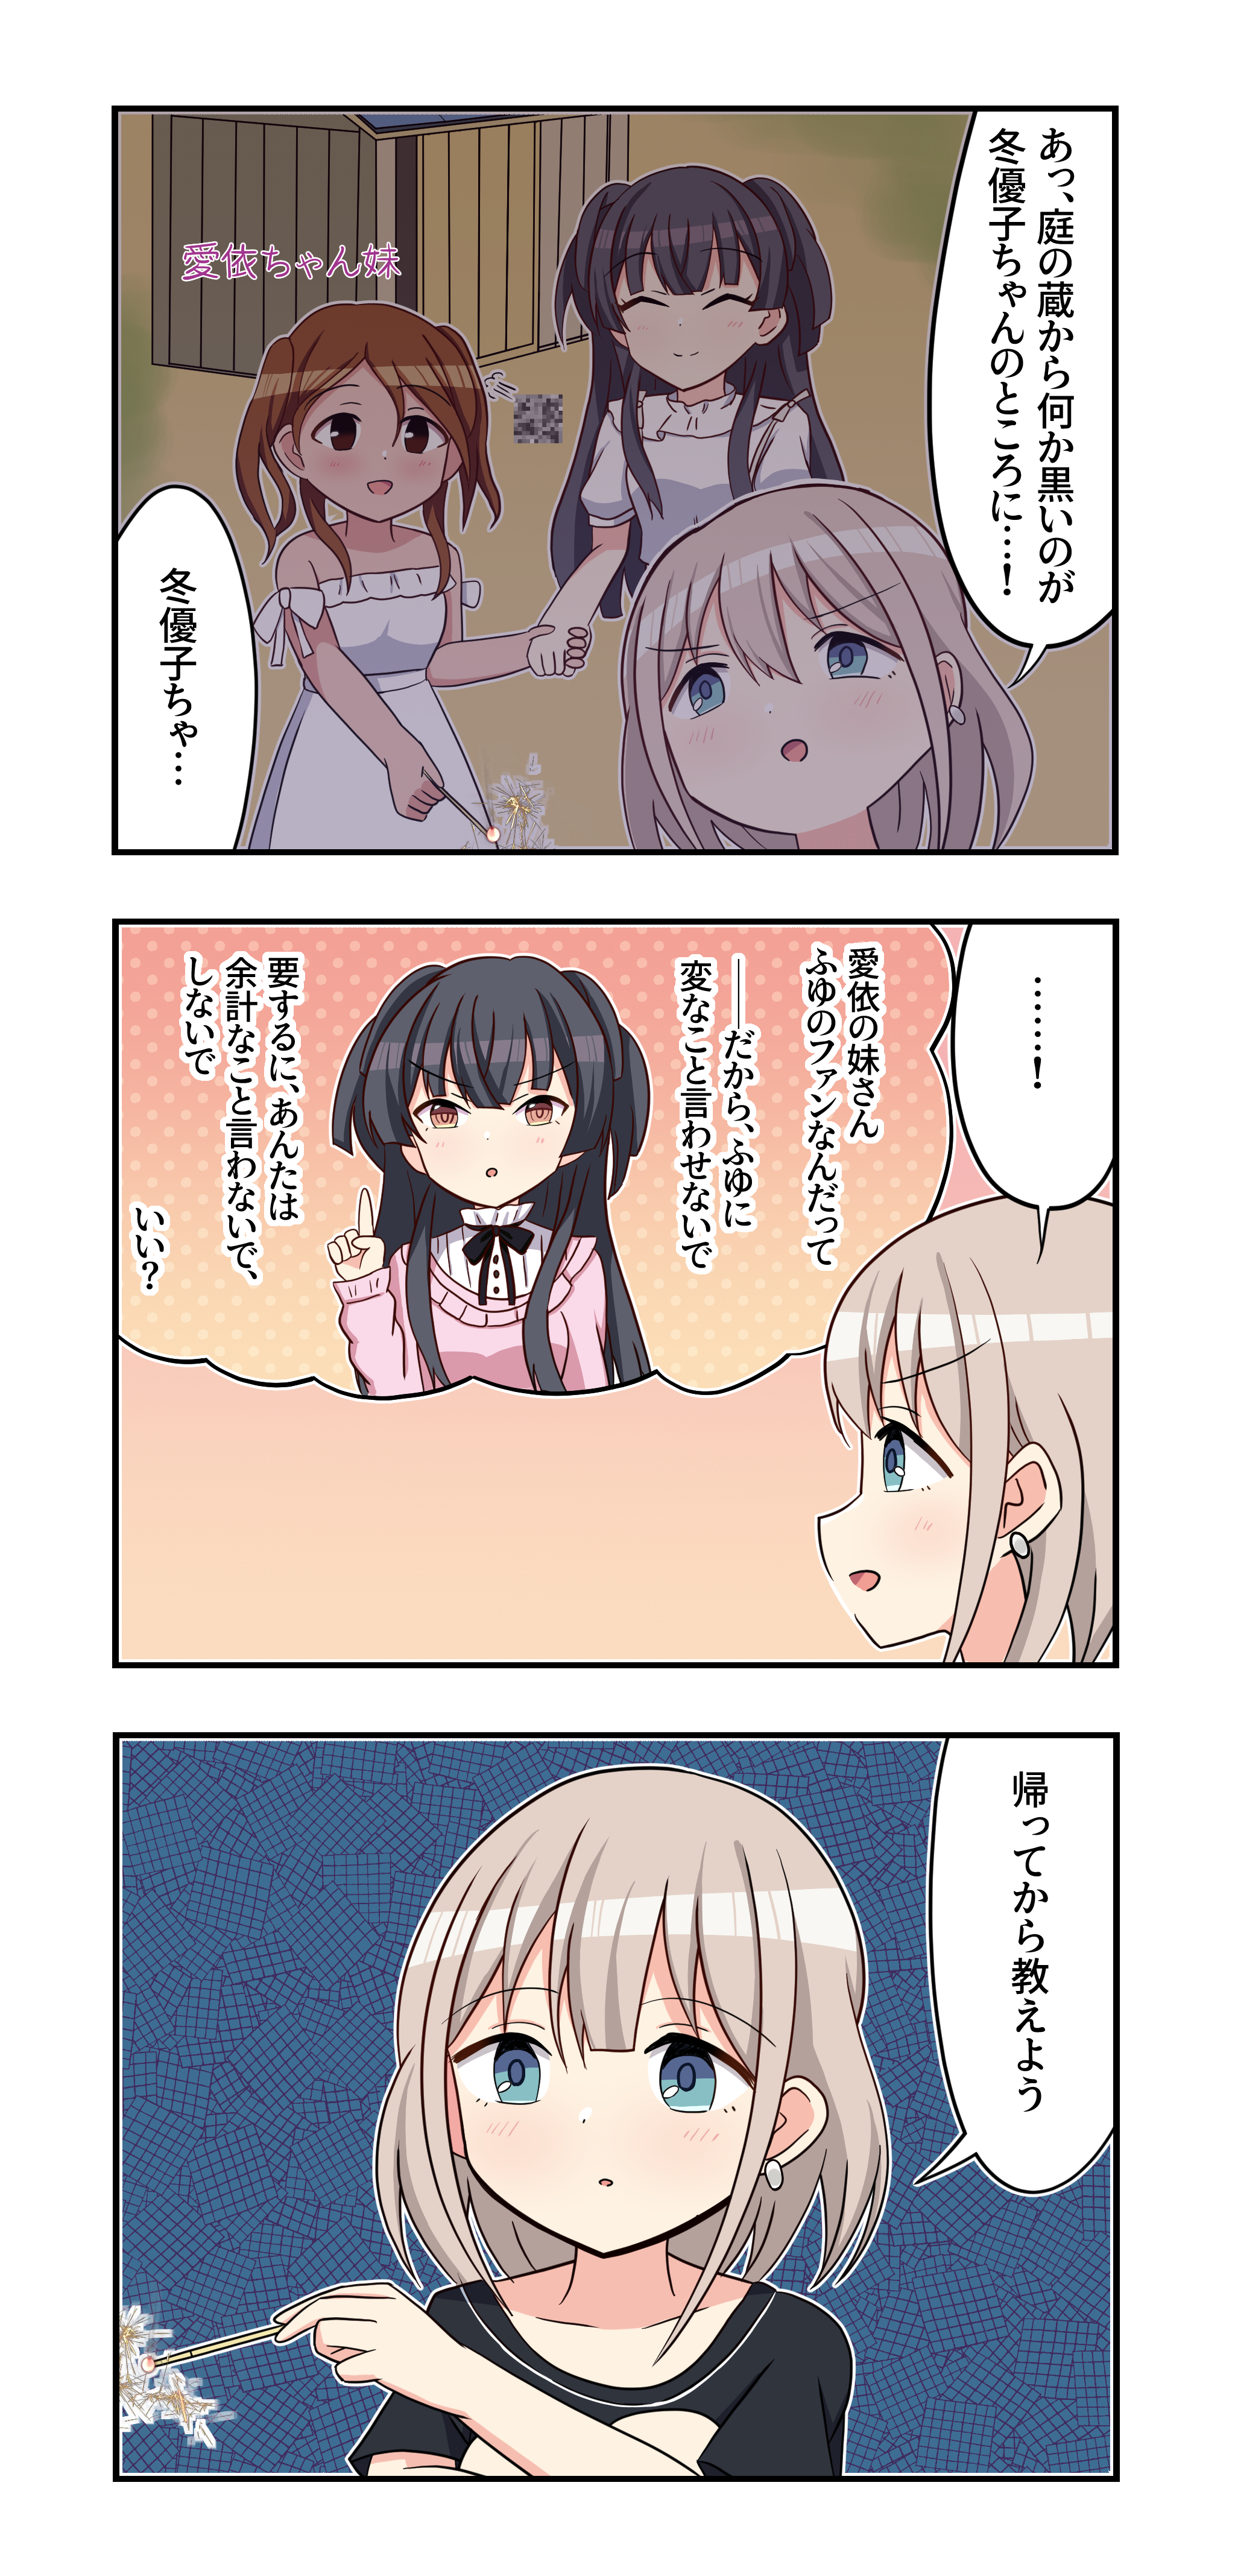 あっ、庭の蔵から何か黒いのが
冬優子ちゃんのところに……！
愛依ちゃん妹
冬優子ちゃ…
……！
愛依の妹さん
ふゆのファンなんだって
──だから、ふゆに
変なこと言わせないで
要するに、あんたは
余計なこと言わないで、
しないで
いい？
帰ってから教えよう